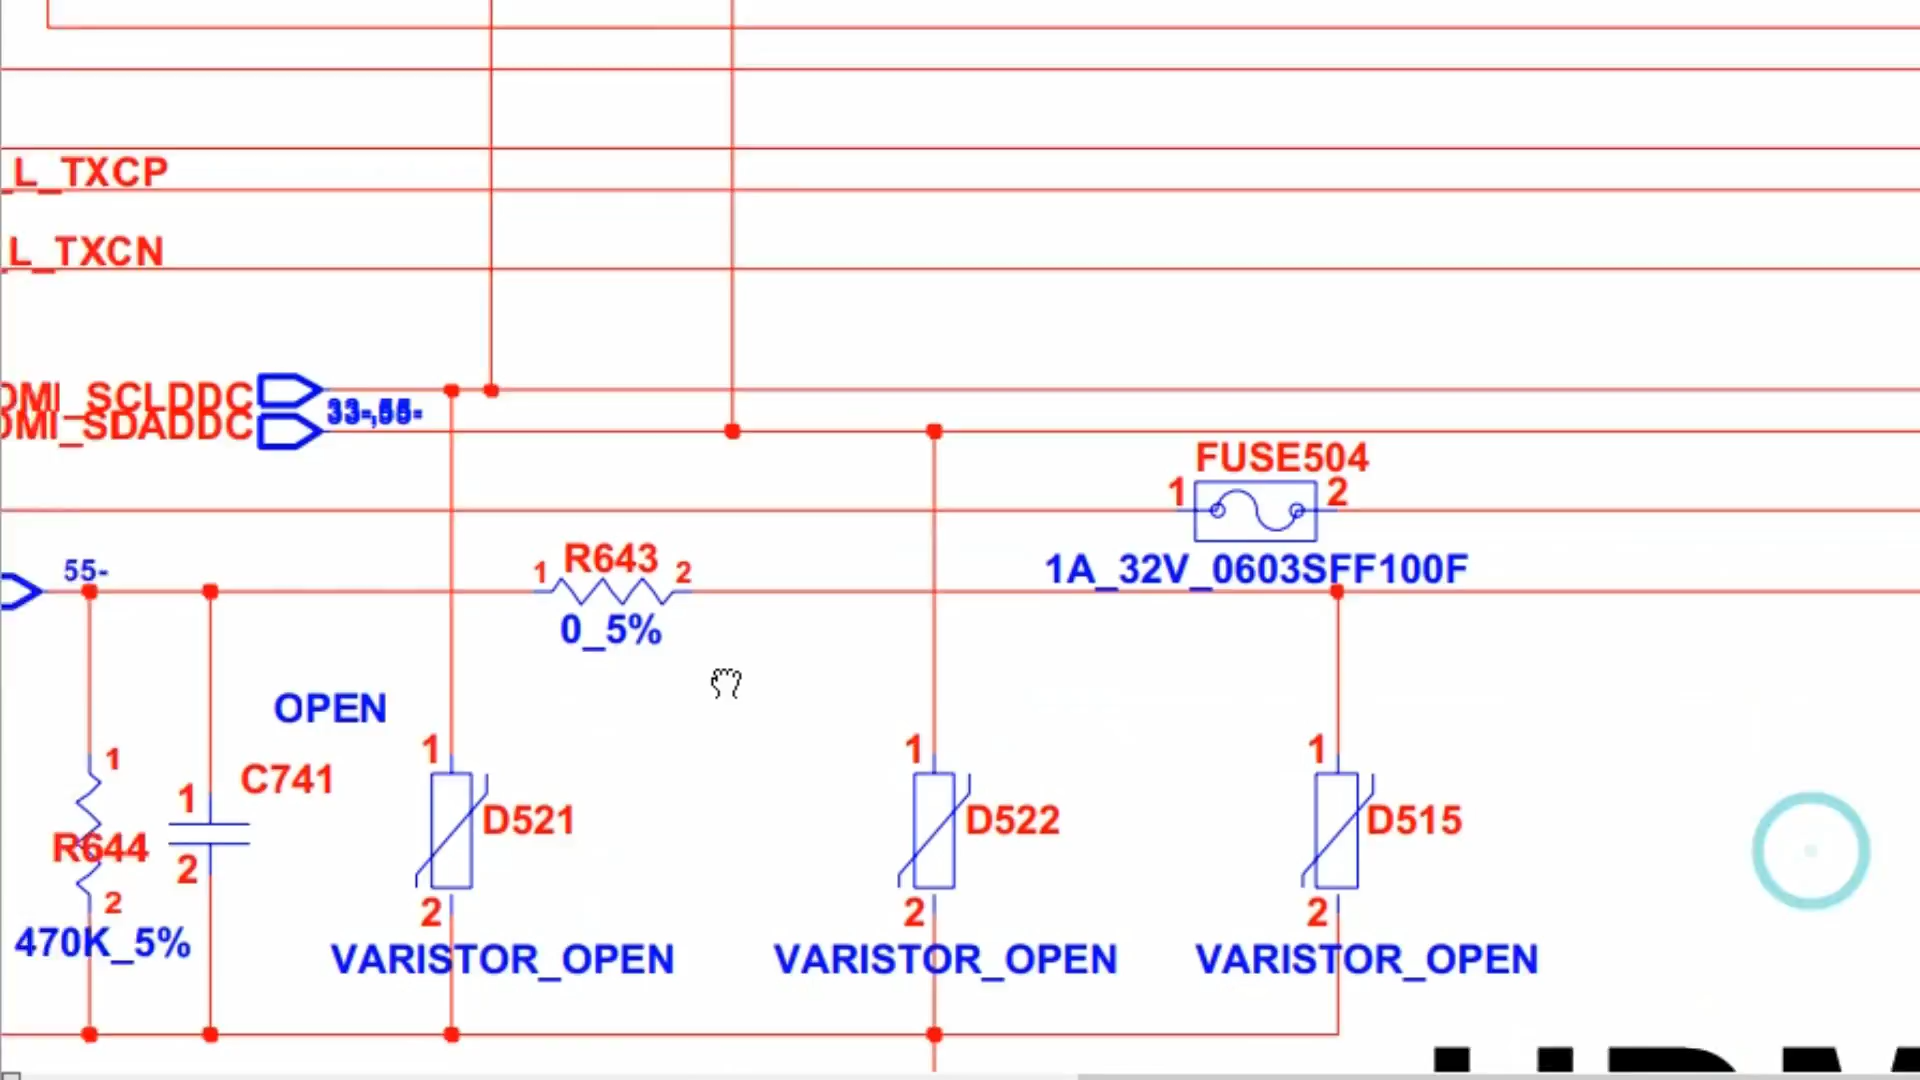 _L_TXCP
L_TXCN
DMI_SCLDDC
DMI_SDADDC
33-,55-
FUSE504
1
2
1A_32V_0603SFF100F
55-
1
R643
2
0_5%
OPEN
1
R644
2
470K_5%
1
C741
2
1
D521
2
VARISTOR_OPEN
1
D522
2
VARISTOR_OPEN
1
D515
2
VARISTOR_OPEN